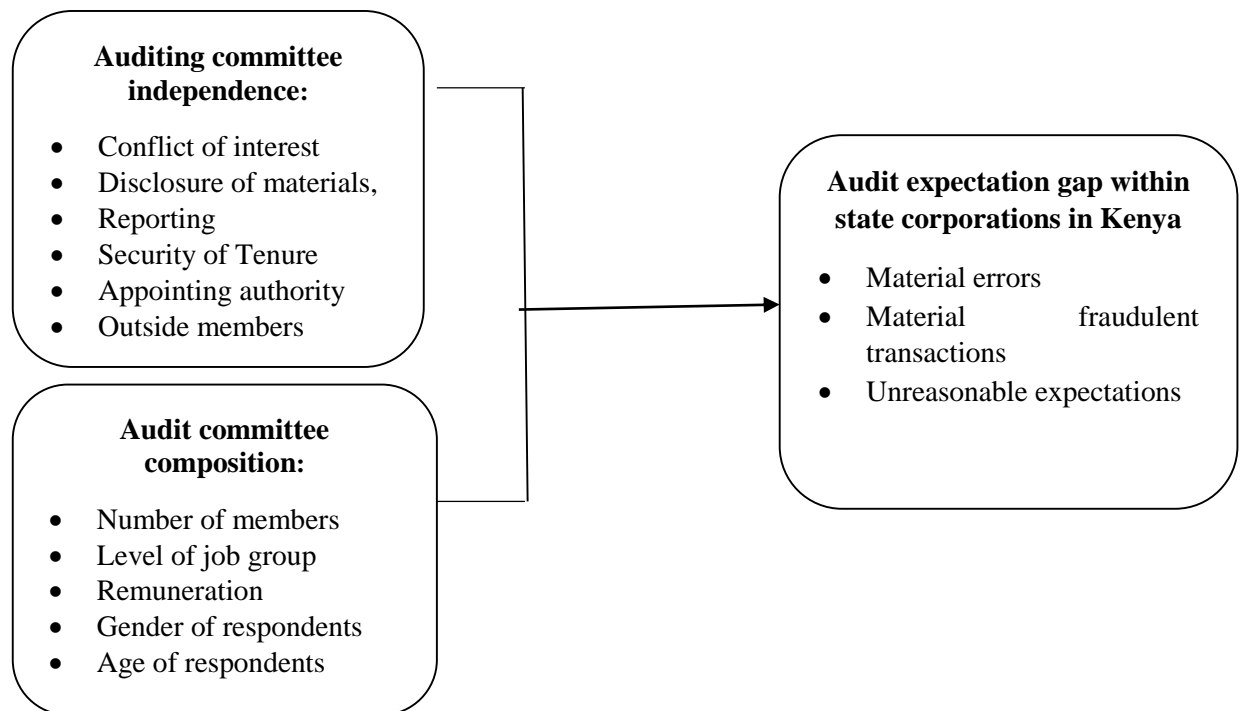 Auditing committee
independence:
• Conflict of interest
• Disclosure of materials,
• Reporting
• Security of Tenure
• Appointing authority
• Outside members
Audit committee
composition:
• Number of members
• Level of job group
• Remuneration
• Gender of respondents
• Age of respondents
Audit expectation gap within
state corporations in Kenya
• Material errors
• Material fraudulent
transactions
• Unreasonable expectations